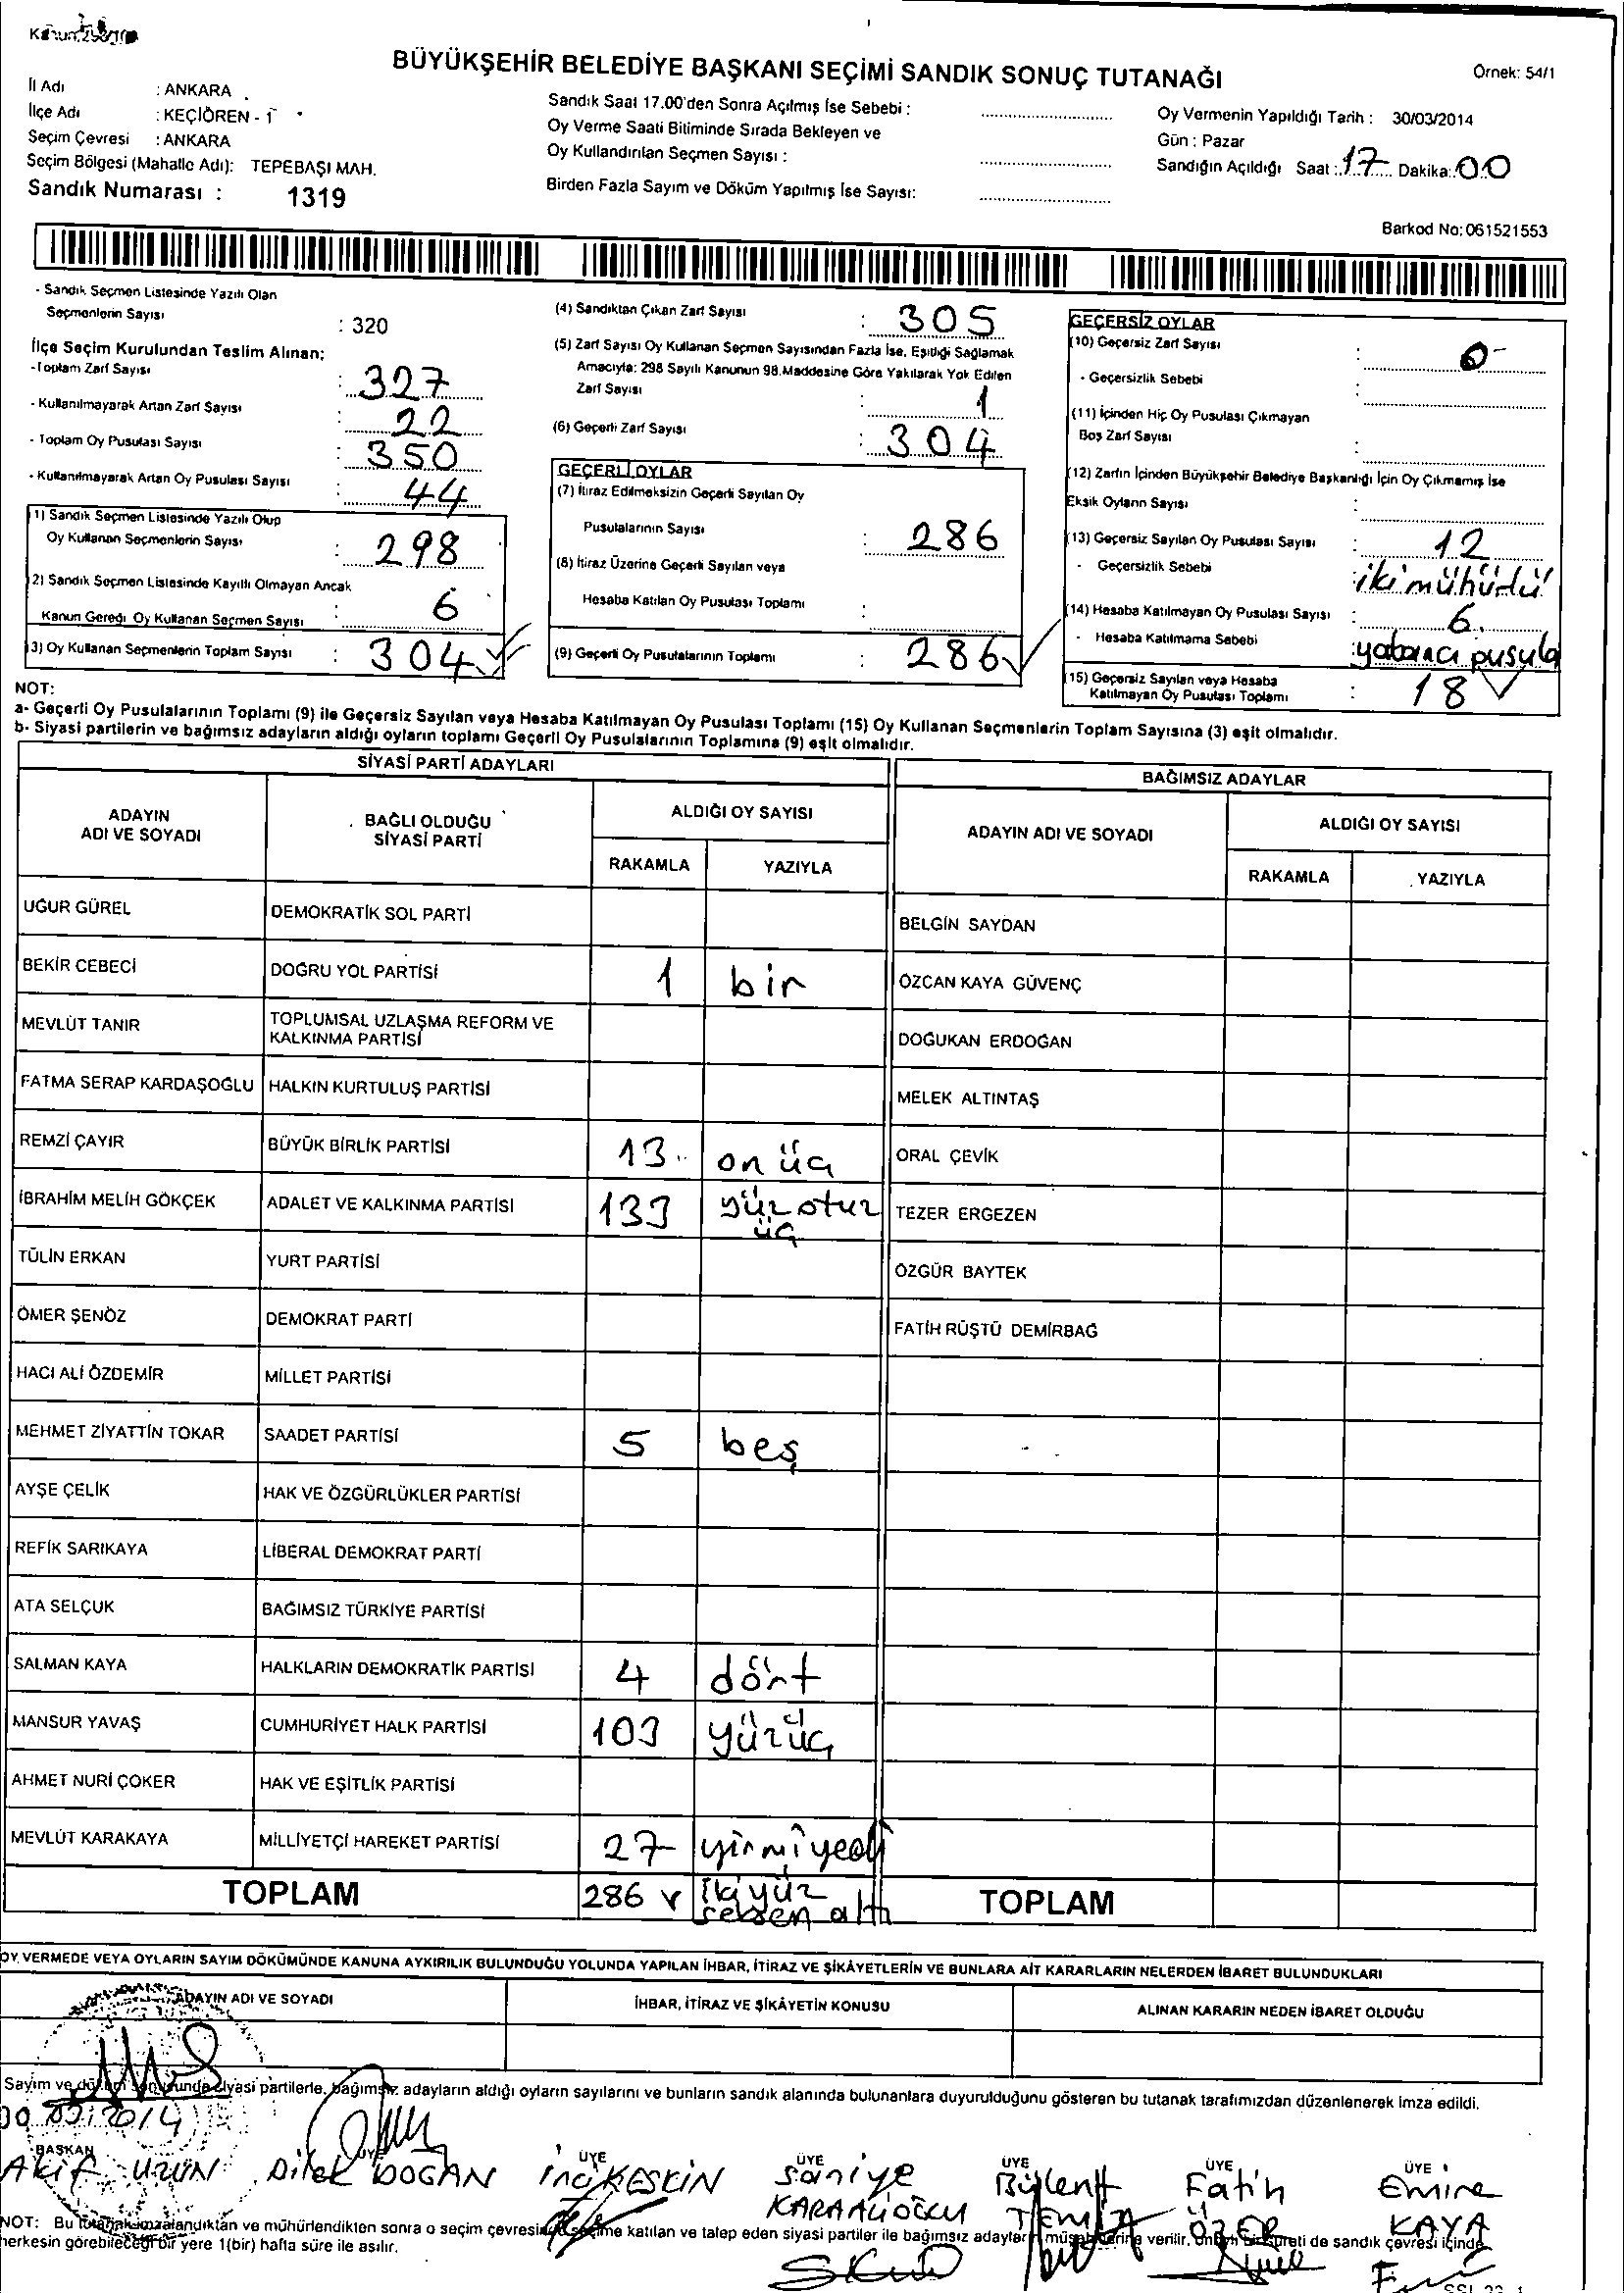 BÜYÜKŞEHİR BELEDİYE BAŞKANI SEÇİMİ SANDIK SONUÇ TUTANAĞI
Örnek: 54/1
İl Adı : ANKARA
İlçe Adı : KEÇİÖREN - 1
Seçim Çevresi : ANKARA
Seçim Bölgesi (Mahalle Adı): TEPEBAŞI MAH.
Sandık Numarası : 1319
Sandık Saat 17.00'den Sonra Açılmış İse Sebebi :
Oy Verme Saati Bitiminde Sırada Bekleyen ve
Oy Kullandırılan Seçmen Sayısı :
Birden Fazla Sayım ve Döküm Yapılmış İse Sayısı:
Oy Vermenin Yapıldığı Tarih : 30/03/2014
Gün : Pazar
Sandığın Açıldığı Saat : 17 Dakika: 00
Barkod No: 061521553
- Sandık Seçmen Listesinde Yazılı Olan
Seçmenlerin Sayısı : 320
İlçe Seçim Kurulundan Teslim Alınan;
- Toplam Zarf Sayısı : 327
- Kullanılmayarak Artan Zarf Sayısı : 22
- Toplam Oy Pusulası Sayısı : 350
- Kullanılmayarak Artan Oy Pusulası Sayısı : 44
1) Sandık Seçmen Listesinde Yazılı Olup
Oy Kullanan Seçmenlerin Sayısı : 298
2) Sandık Seçmen Listesinde Kayıtlı Olmayan Ancak
Kanun Gereği Oy Kullanan Seçmen Sayısı : 6
3) Oy Kullanan Seçmenlerin Toplam Sayısı : 304
(4) Sandıktan Çıkan Zarf Sayısı : 305
(5) Zarf Sayısı Oy Kullanan Seçmen Sayısından Fazla İse, Eşitliği Sağlamak
Amacıyla: 298 Sayılı Kanunun 98.Maddesine Göre Yakılarak Yok Edilen
Zarf Sayısı : 1
(6) Geçerli Zarf Sayısı : 304
GEÇERLİ OYLAR
(7) İtiraz Edilmeksizin Geçerli Sayılan Oy
Pusulalarının Sayısı : 286
(8) İtiraz Üzerine Geçerli Sayılan veya
Hesaba Katılan Oy Pusulası Toplamı :
(9) Geçerli Oy Pusulalarının Toplamı : 286
GEÇERSİZ OYLAR
(10) Geçersiz Zarf Sayısı : 0
- Geçersizlik Sebebi :
(11) İçinden Hiç Oy Pusulası Çıkmayan
Boş Zarf Sayısı :
(12) Zarfın İçinden Büyükşehir Belediye Başkanlığı İçin Oy Çıkmamış İse
Eksik Oyların Sayısı :
(13) Geçersiz Sayılan Oy Pusulası Sayısı : 12
- Geçersizlik Sebebi : iki mühürlü
(14) Hesaba Katılmayan Oy Pusulası Sayısı : 6
- Hesaba Katılmama Sebebi : yabancı pusula
(15) Geçersiz Sayılan veya Hesaba
Katılmayan Oy Pusulası Toplamı : 18
NOT:
a- Geçerli Oy Pusulalarının Toplamı (9) ile Geçersiz Sayılan veya Hesaba Katılmayan Oy Pusulası Toplamı (15) Oy Kullanan Seçmenlerin Toplam Sayısına (3) eşit olmalıdır.
b- Siyasi partilerin ve bağımsız adayların aldığı oyların toplamı Geçerli Oy Pusulalarının Toplamına (9) eşit olmalıdır.
SİYASİ PARTİ ADAYLARI
ADAYIN ADI VE SOYADI
BAĞLI OLDUĞU SİYASİ PARTİ
ALDIĞI OY SAYISI
RAKAMLA YAZIYLA
UĞUR GÜREL DEMOKRATİK SOL PARTİ
BEKİR CEBECİ DOĞRU YOL PARTİSİ 1 bir
MEVLÜT TANIR TOPLUMSAL UZLAŞMA REFORM VE KALKINMA PARTİSİ
FATMA SERAP KARDAŞOĞLU HALKIN KURTULUŞ PARTİSİ
REMZİ ÇAYIR BÜYÜK BİRLİK PARTİSİ 13 on üç
İBRAHİM MELİH GÖKÇEK ADALET VE KALKINMA PARTİSİ 133 yüz otuz üç
TÜLİN ERKAN YURT PARTİSİ
ÖMER ŞENÖZ DEMOKRAT PARTİ
HACI ALİ ÖZDEMİR MİLLET PARTİSİ
MEHMET ZİYATTİN TOKAR SAADET PARTİSİ 5 beş
AYŞE ÇELİK HAK VE ÖZGÜRLÜKLER PARTİSİ
REFİK SARIKAYA LİBERAL DEMOKRAT PARTİ
ATA SELÇUK BAĞIMSIZ TÜRKİYE PARTİSİ
SALMAN KAYA HALKLARIN DEMOKRATİK PARTİSİ 4 dört
MANSUR YAVAŞ CUMHURİYET HALK PARTİSİ 103 yüzüç
AHMET NURİ ÇOKER HAK VE EŞİTLİK PARTİSİ
MEVLÜT KARAKAYA MİLLİYETÇİ HAREKET PARTİSİ 27 yirmiyedi
TOPLAM 286 ikiyüz seksen altı
BAĞIMSIZ ADAYLAR
ADAYIN ADI VE SOYADI
ALDIĞI OY SAYISI
RAKAMLA YAZIYLA
BELGİN SAYDAN
ÖZCAN KAYA GÜVENÇ
DOĞUKAN ERDOĞAN
MELEK ALTINTAŞ
ORAL ÇEVİK
TEZER ERGEZEN
ÖZGÜR BAYTEK
FATİH RÜŞTÜ DEMİRBAĞ
TOPLAM
OY VERMEDE VEYA OYLARIN SAYIM DÖKÜMÜNDE KANUNA AYKIRILIK BULUNDUĞU YOLUNDA YAPILAN İHBAR, İTİRAZ VE ŞİKÂYETLERİN VE BUNLARA AİT KARARLARIN NELERDEN İBARET BULUNDUKLARI
ADAYIN ADI VE SOYADI
İHBAR, İTİRAZ VE ŞİKÂYETİN KONUSU
ALINAN KARARIN NEDEN İBARET OLDUĞU
Sayım ve döküm sonucunda siyasi partilerle, bağımsız adayların aldığı oyların sayılarını ve bunların sandık alanında bulunanlara duyurulduğunu gösteren bu tutanak tarafımızdan düzenlenerek imza edildi.
BAŞKAN ÜYE ÜYE ÜYE ÜYE ÜYE ÜYE
Akif UZUN Dilek DOĞAN inci KESKİN Saniye KARAALİOĞLU Bülent Fatih ÖZER Emine KAYA
NOT: Bu tutanak imzalandıktan ve mühürlendikten sonra o seçim çevresinde seçime katılan ve talep eden siyasi partiler ile bağımsız adayların müşahitlerine verilir, onaylı bir sureti de sandık çevresi içinde
herkesin görebileceği bir yere 1(bir) hafta süre ile asılır.